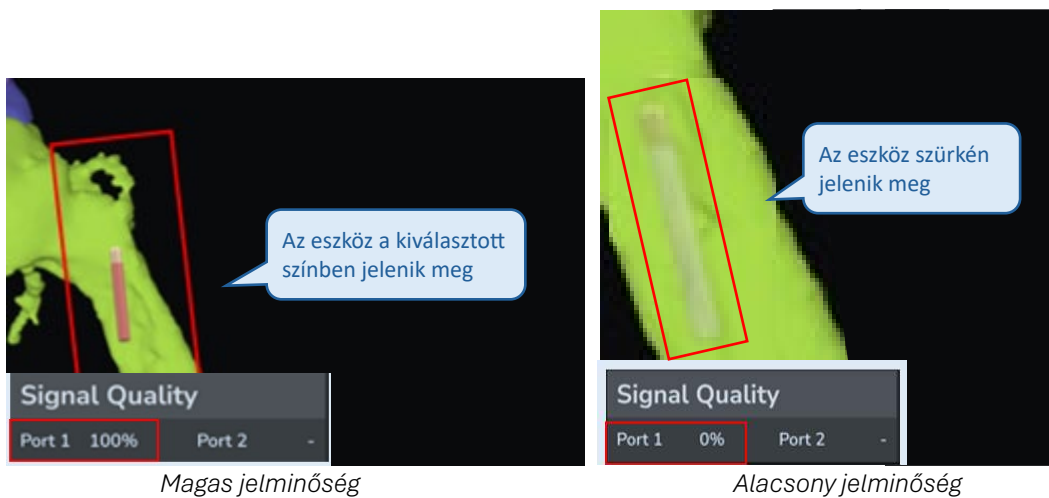 Az eszköz a kiválasztott
színben jelenik meg
Signal Quality
Port 1 100% Port 2 -
Magas jelminőség
Az eszköz szürkén
jelenik meg
Signal Quality
Port 1 0% Port 2 -
Alacsony jelminőség